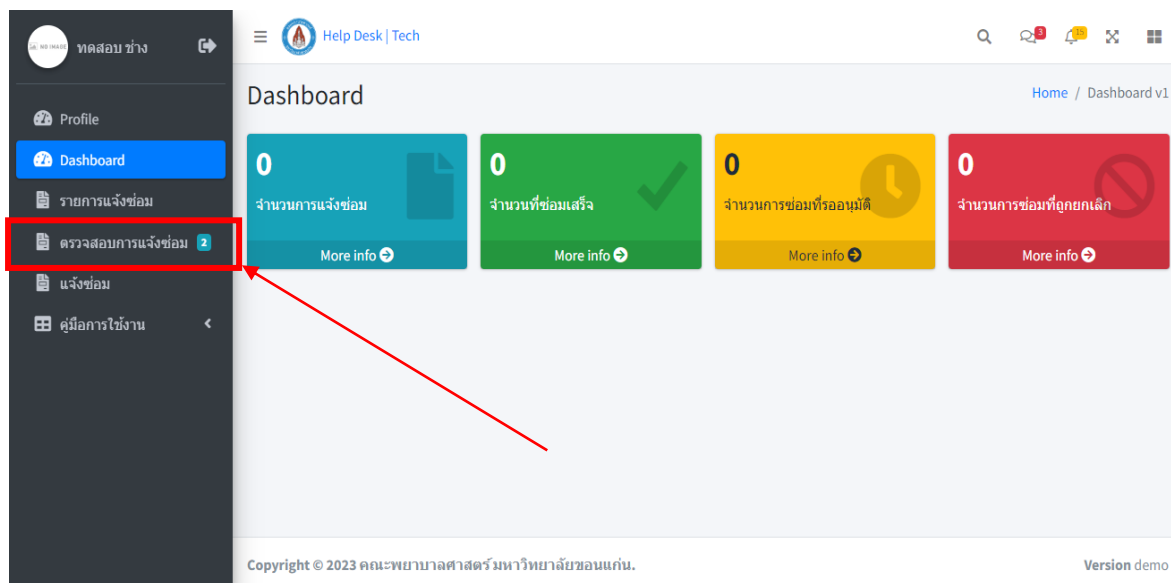 NO IMAGE
ทดสอบ ช่าง
Help Desk | Tech
3
15
Profile
Dashboard
รายการแจ้งซ่อม
ตรวจสอบการแจ้งซ่อม 2
แจ้งซ่อม
คู่มือการใช้งาน
Dashboard
Home / Dashboard v1
0
จำนวนการแจ้งซ่อม
More info
0
จำนวนที่ซ่อมเสร็จ
More info
0
จำนวนการซ่อมที่รออนุมัติ
More info
0
จำนวนการซ่อมที่ถูกยกเลิก
More info
Copyright © 2023 คณะพยาบาลศาสตร์ มหาวิทยาลัยขอนแก่น.
Version demo